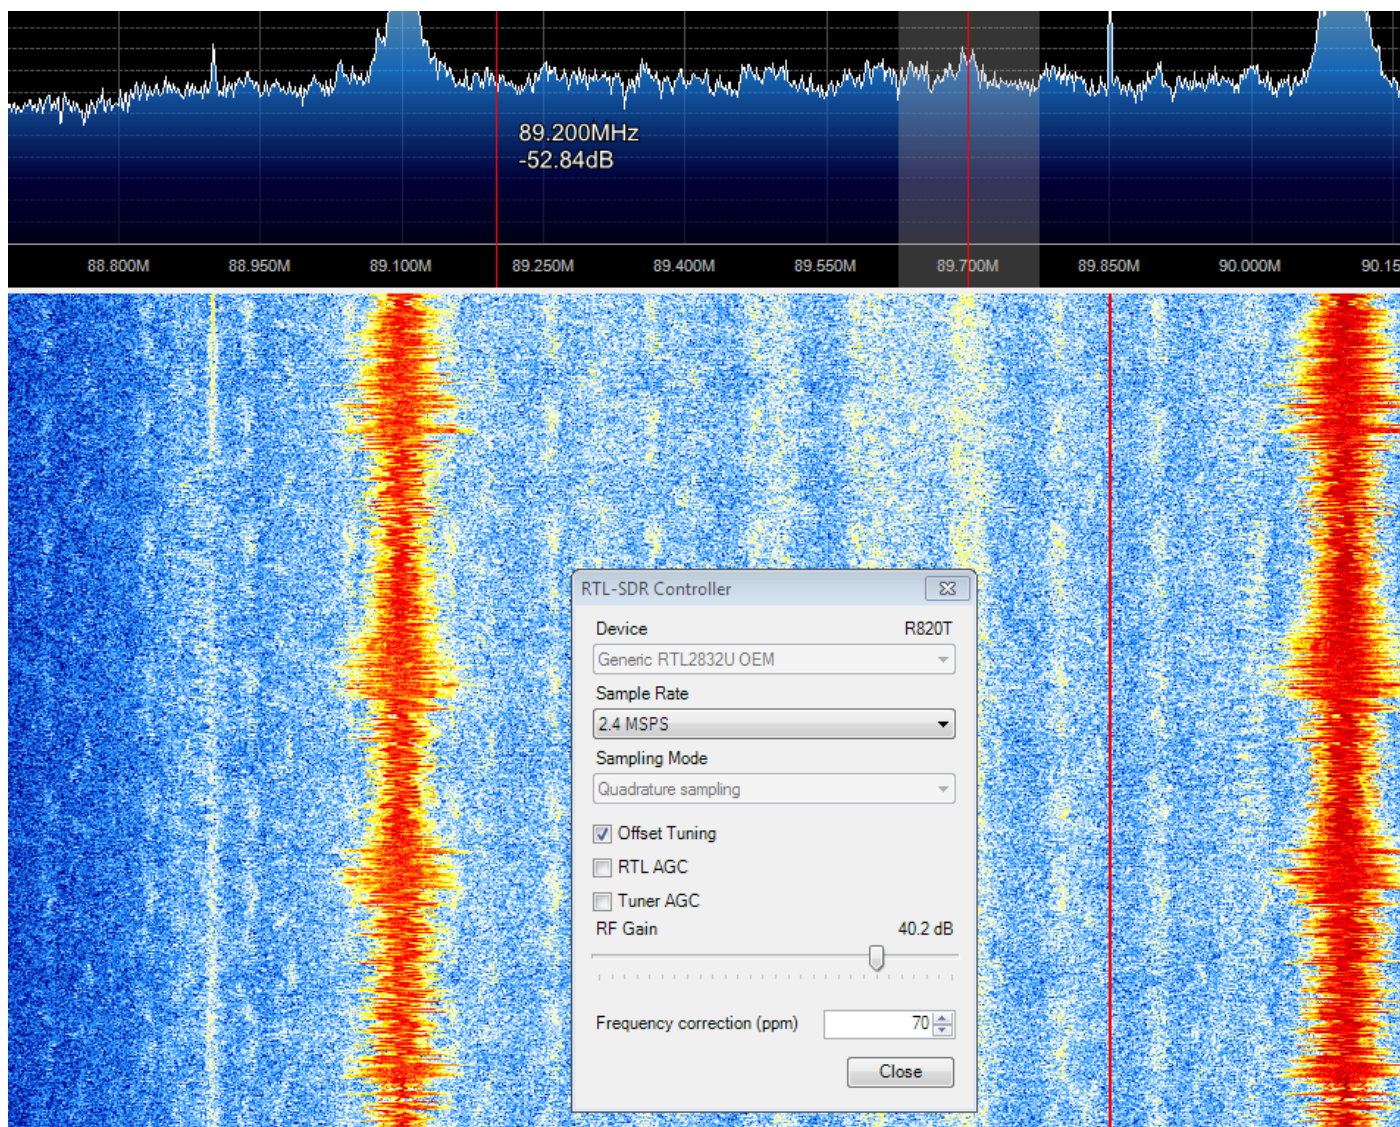 89.200MHz
-52.84dB
88.800M 88.950M 89.100M 89.250M 89.400M 89.550M 89.700M 89.850M 90.000M 90.15
RTL-SDR Controller
Device R820T
Generic RTL2832U OEM
Sample Rate
2.4 MSPS
Sampling Mode
Quadrature sampling
Offset Tuning
RTL AGC
Tuner AGC
RF Gain 40.2 dB
Frequency correction (ppm) 70
Close